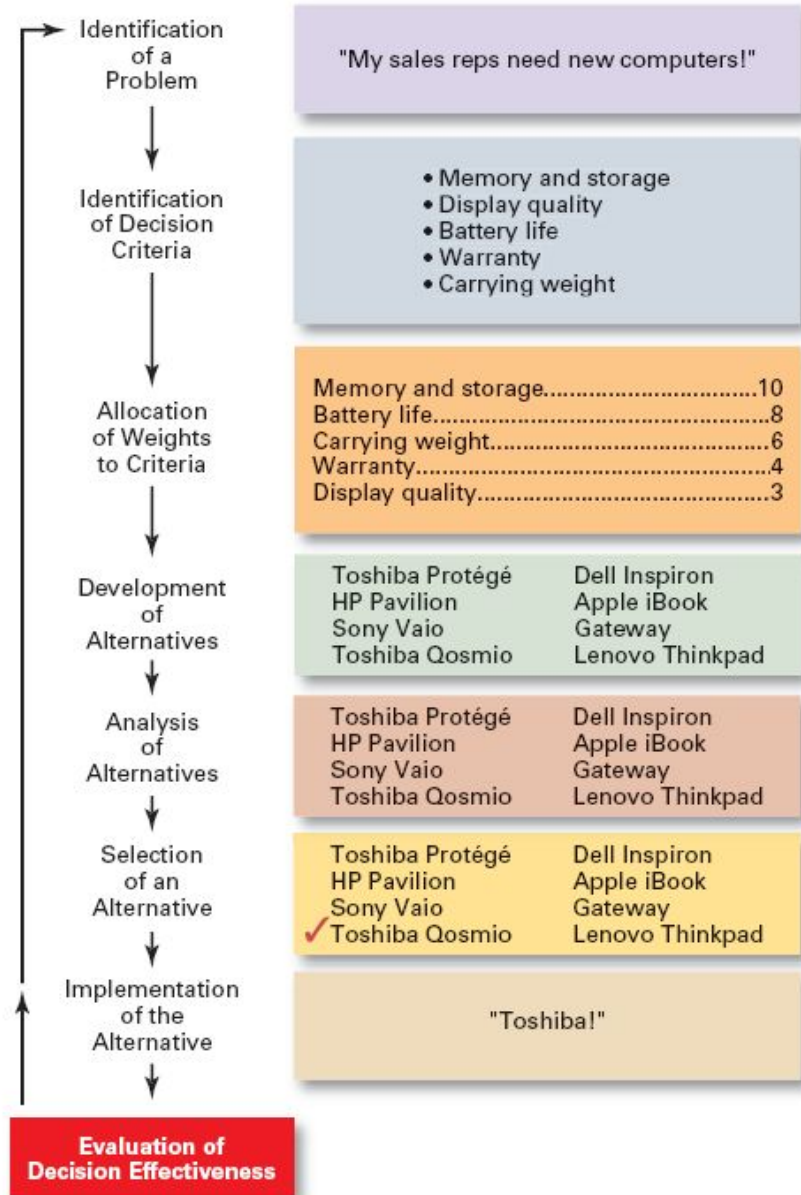 Identification
of a
Problem
"My sales reps need new computers!"
Identification
of Decision
Criteria
• Memory and storage
• Display quality
• Battery life
• Warranty
• Carrying weight
Allocation
of Weights
to Criteria
Memory and storage................................10
Battery life..................................................8
Carrying weight.........................................6
Warranty.....................................................4
Display quality............................................3
Development
of
Alternatives
Toshiba Protégé Dell Inspiron
HP Pavilion Apple iBook
Sony Vaio Gateway
Toshiba Qosmio Lenovo Thinkpad
Analysis
of
Alternatives
Toshiba Protégé Dell Inspiron
HP Pavilion Apple iBook
Sony Vaio Gateway
Toshiba Qosmio Lenovo Thinkpad
Selection
of an
Alternative
Toshiba Protégé Dell Inspiron
HP Pavilion Apple iBook
Sony Vaio Gateway
✓Toshiba Qosmio Lenovo Thinkpad
Implementation
of the
Alternative
"Toshiba!"
Evaluation of
Decision Effectiveness